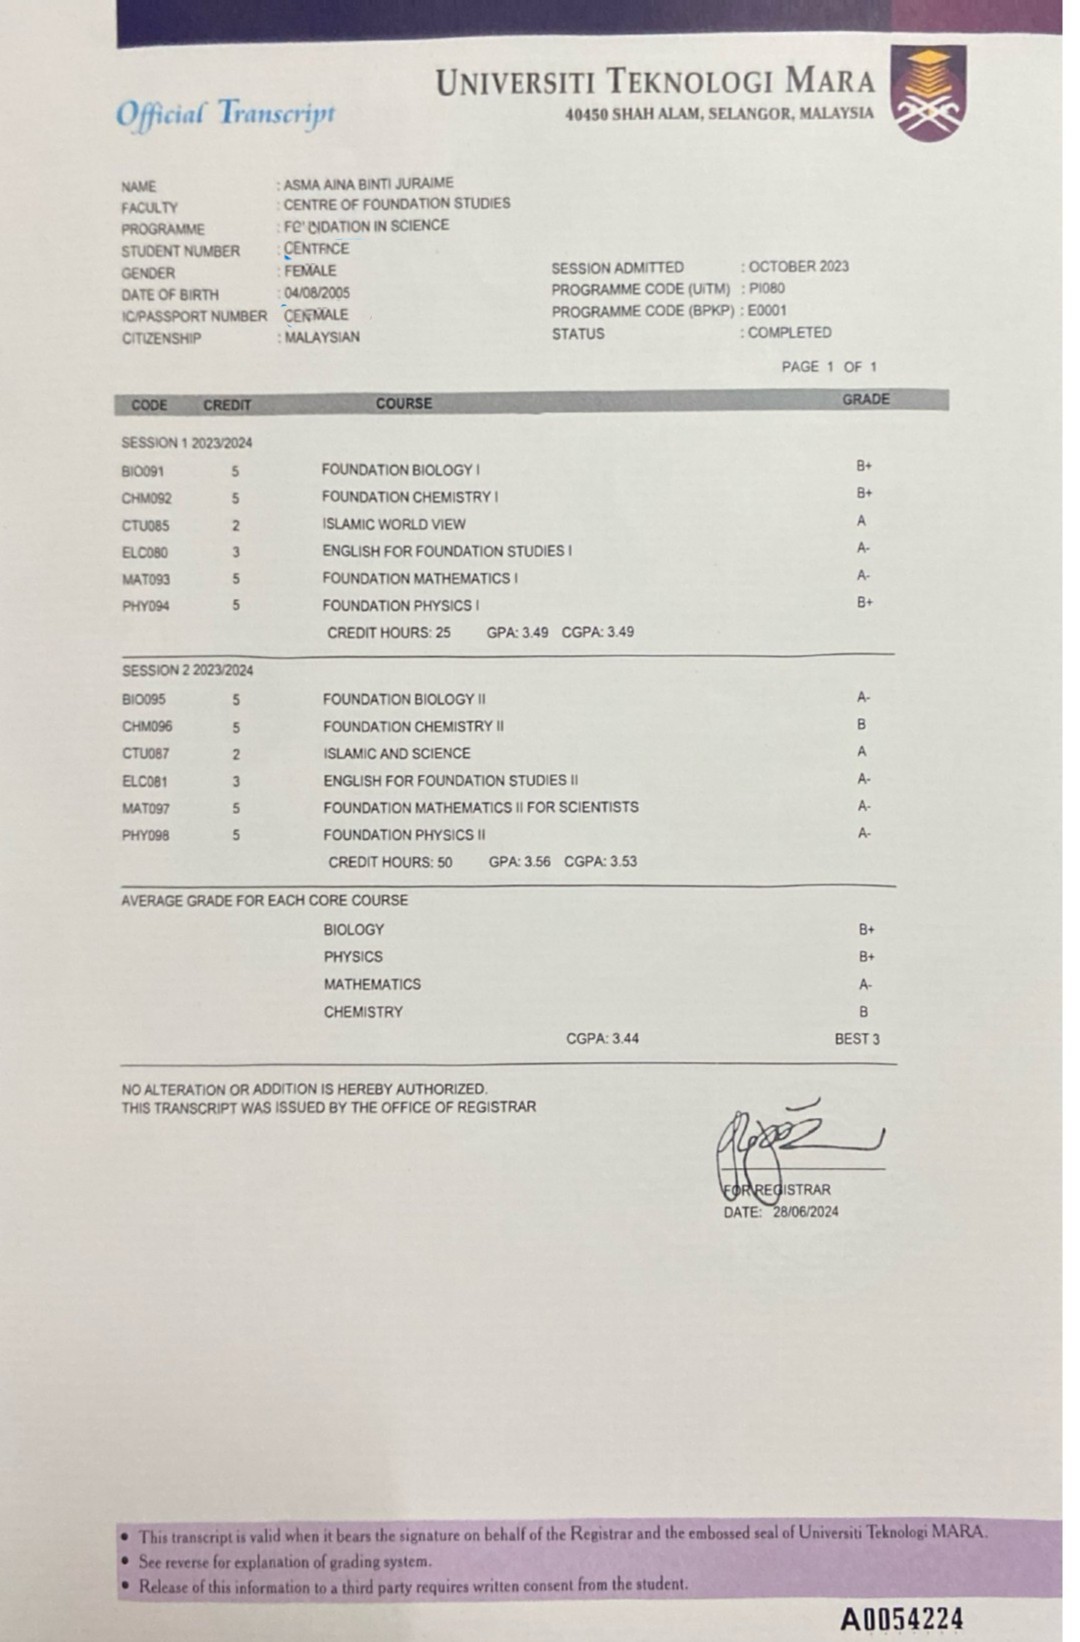 UNIVERSITI TEKNOLOGI MARA
40450 SHAH ALAM, SELANGOR, MALAYSIA
Official Transcript
NAME : ASMA AINA BINTI JURAIME
FACULTY : CENTRE OF FOUNDATION STUDIES
PROGRAMME : IDATION IN SCIENCE
STUDENT NUMBER :
GENDER : FEMALE
SESSION ADMITTED : OCTOBER 2023
DATE OF BIRTH : 04/08/2005
PROGRAMME CODE (UiTM) : PI080
IC/PASSPORT NUMBER
PROGRAMME CODE (BPKP) : E0001
CITIZENSHIP : MALAYSIAN
STATUS : COMPLETED
PAGE 1 OF 1
CODE CREDIT COURSE GRADE
SESSION 1 2023/2024
BIO091 5 FOUNDATION BIOLOGY I B+
CHM092 5 FOUNDATION CHEMISTRY I B+
CTU085 2 ISLAMIC WORLD VIEW A
ELC080 3 ENGLISH FOR FOUNDATION STUDIES I A-
MAT093 5 FOUNDATION MATHEMATICS I A-
PHY094 5 FOUNDATION PHYSICS I B+
CREDIT HOURS: 25 GPA: 3.49 CGPA: 3.49
SESSION 2 2023/2024
BIO095 5 FOUNDATION BIOLOGY II A-
CHM096 5 FOUNDATION CHEMISTRY II B
CTU087 2 ISLAMIC AND SCIENCE A
ELC081 3 ENGLISH FOR FOUNDATION STUDIES II A-
MAT097 5 FOUNDATION MATHEMATICS II FOR SCIENTISTS A-
PHY098 5 FOUNDATION PHYSICS II A-
CREDIT HOURS: 50 GPA: 3.56 CGPA: 3.53
AVERAGE GRADE FOR EACH CORE COURSE
BIOLOGY B+
PHYSICS B+
MATHEMATICS A-
CHEMISTRY B
CGPA: 3.44 BEST 3
NO ALTERATION OR ADDITION IS HEREBY AUTHORIZED.
THIS TRANSCRIPT WAS ISSUED BY THE OFFICE OF REGISTRAR
FOR REGISTRAR
DATE: 28/06/2024
• This transcript is valid when it bears the signature on behalf of the Registrar and the embossed seal of Universiti Teknologi MARA.
• See reverse for explanation of grading system.
• Release of this information to a third party requires written consent from the student.
A0054224